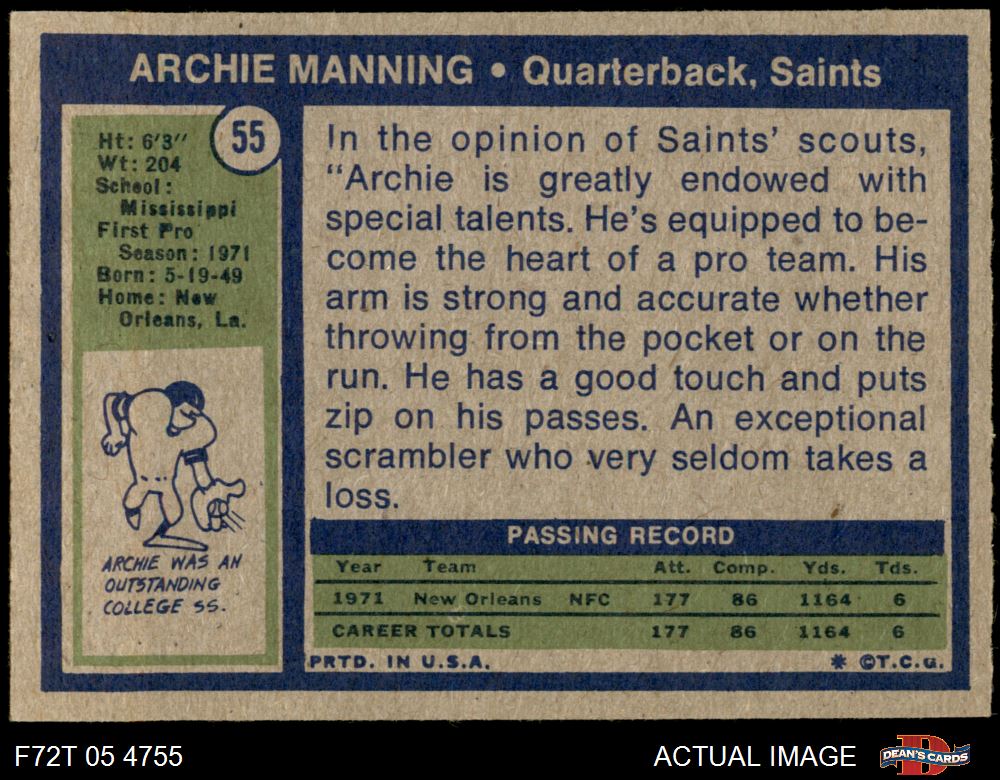 ARCHIE MANNING • Quarterback, Saints
55
Ht: 6'3"
Wt: 204
School:
Mississippi
First Pro
Season: 1971
Born: 5-19-49
Home: New
Orleans, La.
ARCHIE WAS AN
OUTSTANDING
COLLEGE SS.
In the opinion of Saints' scouts,
"Archie is greatly endowed with
special talents. He's equipped to be-
come the heart of a pro team. His
arm is strong and accurate whether
throwing from the pocket or on the
run. He has a good touch and puts
zip on his passes. An exceptional
scrambler who very seldom takes a
loss.
PASSING RECORD
Year Team Att. Comp. Yds. Tds.
1971 New Orleans NFC 177 86 1164 6
CAREER TOTALS 177 86 1164 6
PRTD. IN U.S.A. * ©T.C.G.
F72T 05 4755 ACTUAL IMAGE DEAN'S CARDS